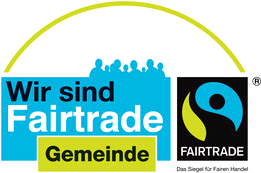 Wir sind
Fairtrade
Gemeinde
®
FAIRTRADE
Das Siegel für Fairen Handel